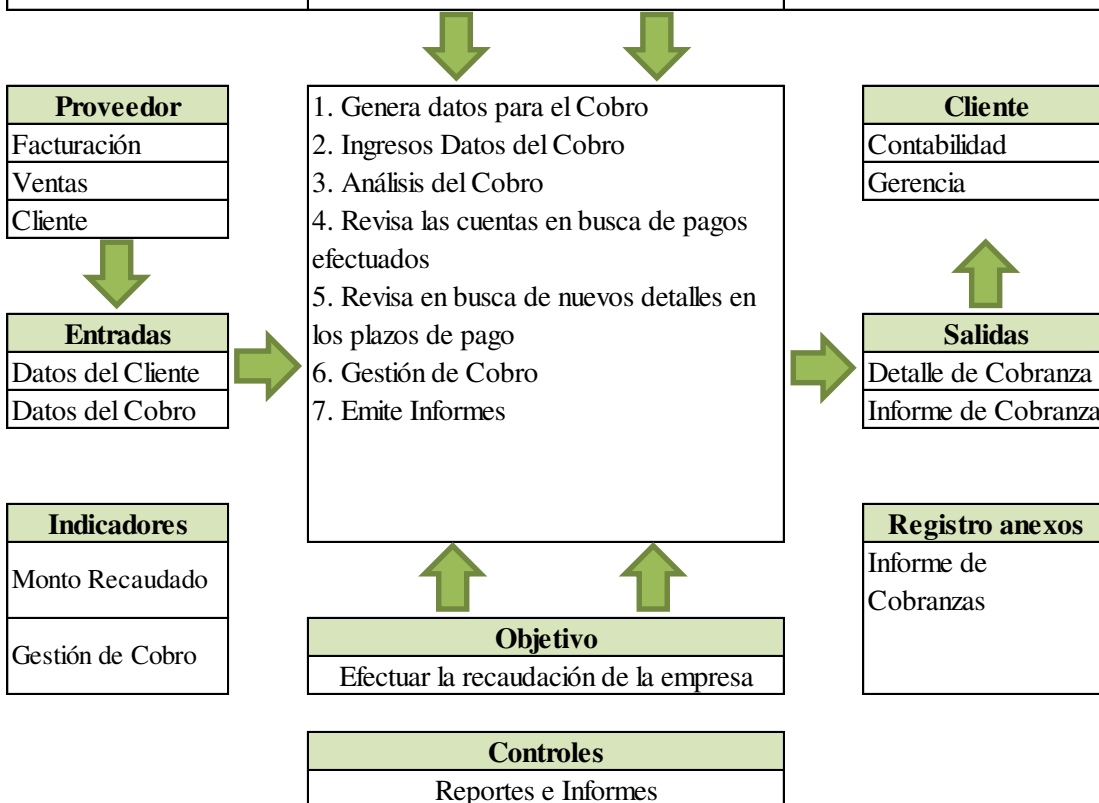 Proveedor
Facturación
Ventas
Cliente
Entradas
Datos del Cliente
Datos del Cobro
Indicadores
Monto Recaudado
Gestión de Cobro
1. Genera datos para el Cobro
2. Ingresos Datos del Cobro
3. Análisis del Cobro
4. Revisa las cuentas en busca de pagos
efectuados
5. Revisa en busca de nuevos detalles en
los plazos de pago
6. Gestión de Cobro
7. Emite Informes
Objetivo
Efectuar la recaudación de la empresa
Controles
Reportes e Informes
Cliente
Contabilidad
Gerencia
Salidas
Detalle de Cobranza
Informe de Cobranza
Registro anexos
Informe de
Cobranzas